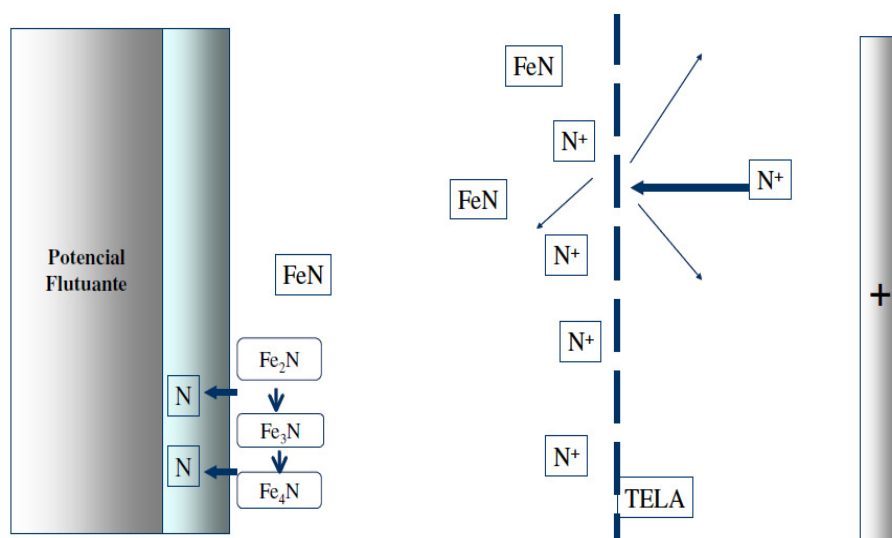 FeN
N⁺
N⁺
FeN
Potencial
Flutuante
N⁺
FeN
N⁺
+
Fe₂N
N
Fe₃N
N⁺
N
Fe₄N
TELA